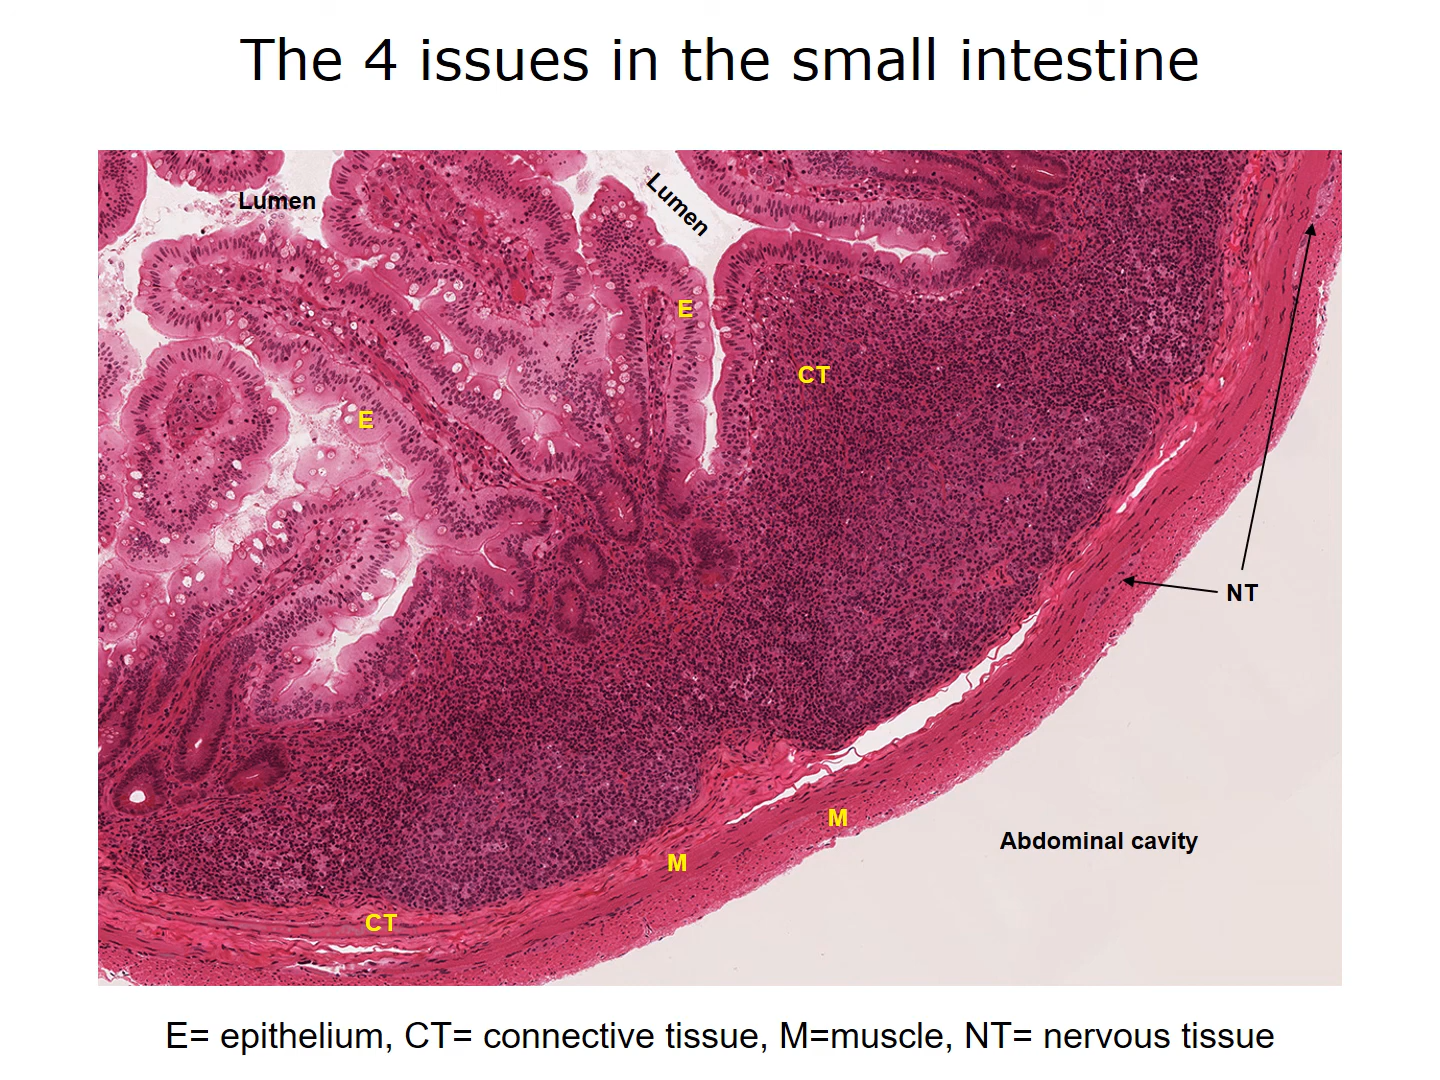 The 4 issues in the small intestine
Lumen
Lumen
E
CT
E
NT
M
Abdominal cavity
M
CT
E= epithelium, CT= connective tissue, M=muscle, NT= nervous tissue